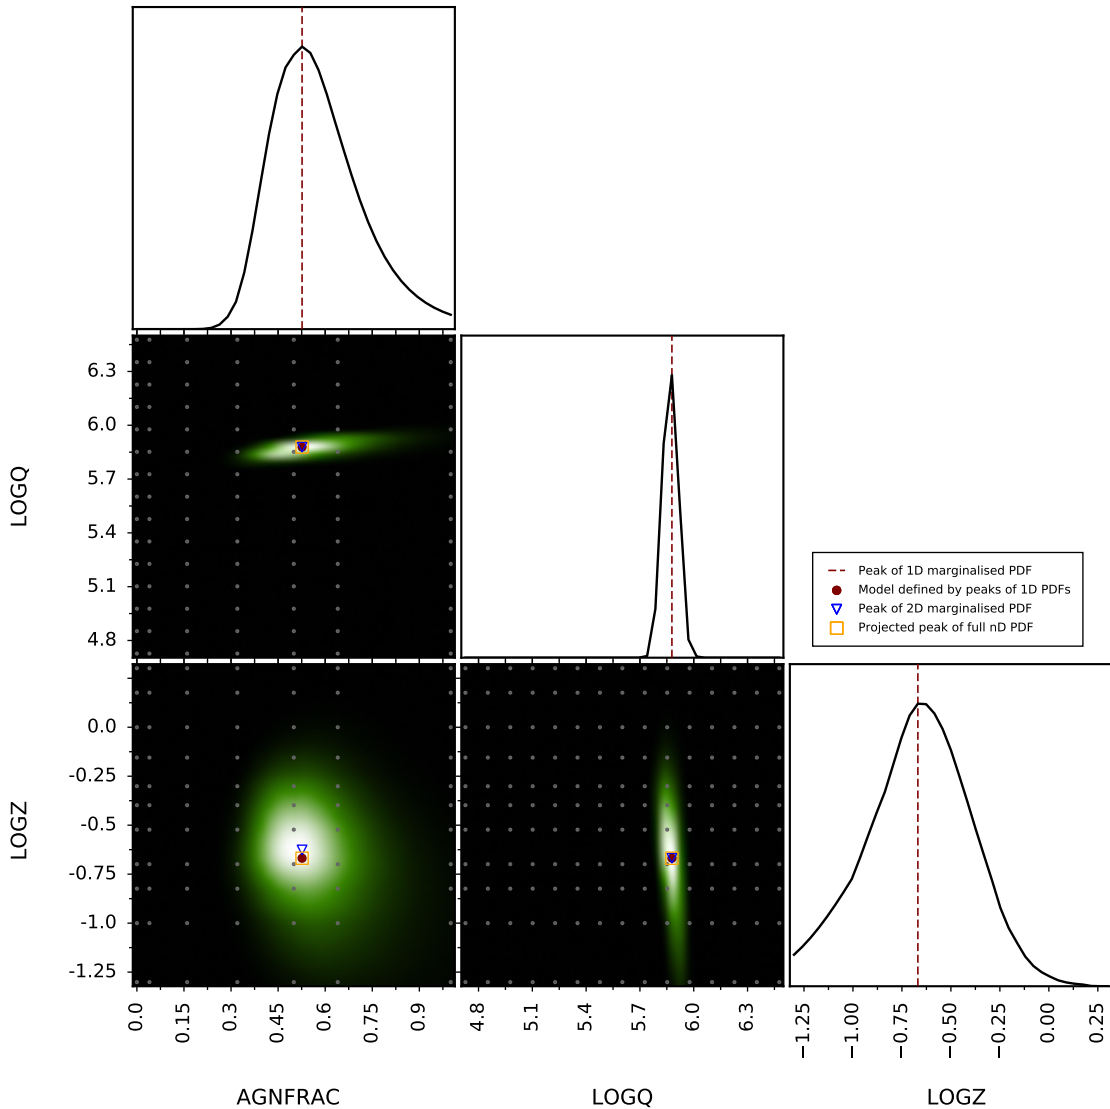 6.3
6.0
5.7
5.4
5.1
4.8
LOGQ
Peak of 1D marginalised PDF
Model defined by peaks of 1D PDFs
Peak of 2D marginalised PDF
Projected peak of full nD PDF
0.0
-0.25
-0.5
-0.75
-1.0
-1.25
LOGZ
0.0 0.15 0.3 0.45 0.6 0.75 0.9
4.8 5.1 5.4 5.7 6.0 6.3
−1.25 −1.00 −0.75 −0.50 −0.25 0.00 0.25
AGNFRAC LOGQ LOGZ